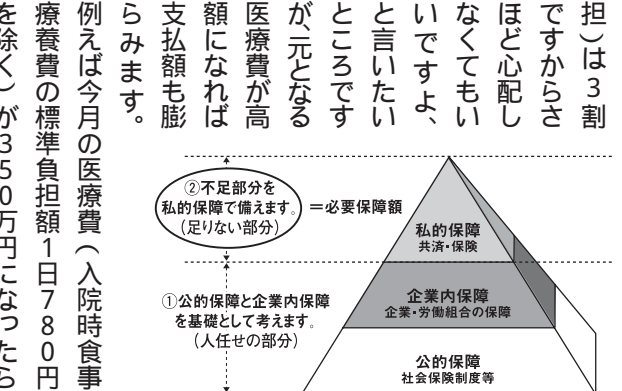 担）は３割
ですからさ
ほど心配し
なくてもい
いですよ、
と言いたい
ところです
が、元となる
医療費が高
額になれば
支払額も膨
らみます。
例えば今月の医療費（入院時食事
療養費の標準負担額１日７８０円
を除く）が３５０万円になったら
②不足部分を
私的保障で備えます。
（足りない部分）
＝必要保障額
①公的保障と企業内保障
を基礎として考えます。
（人任せの部分）
私的保障
共済・保険
企業内保障
企業・労働組合の保障
公的保障
社会保険制度等